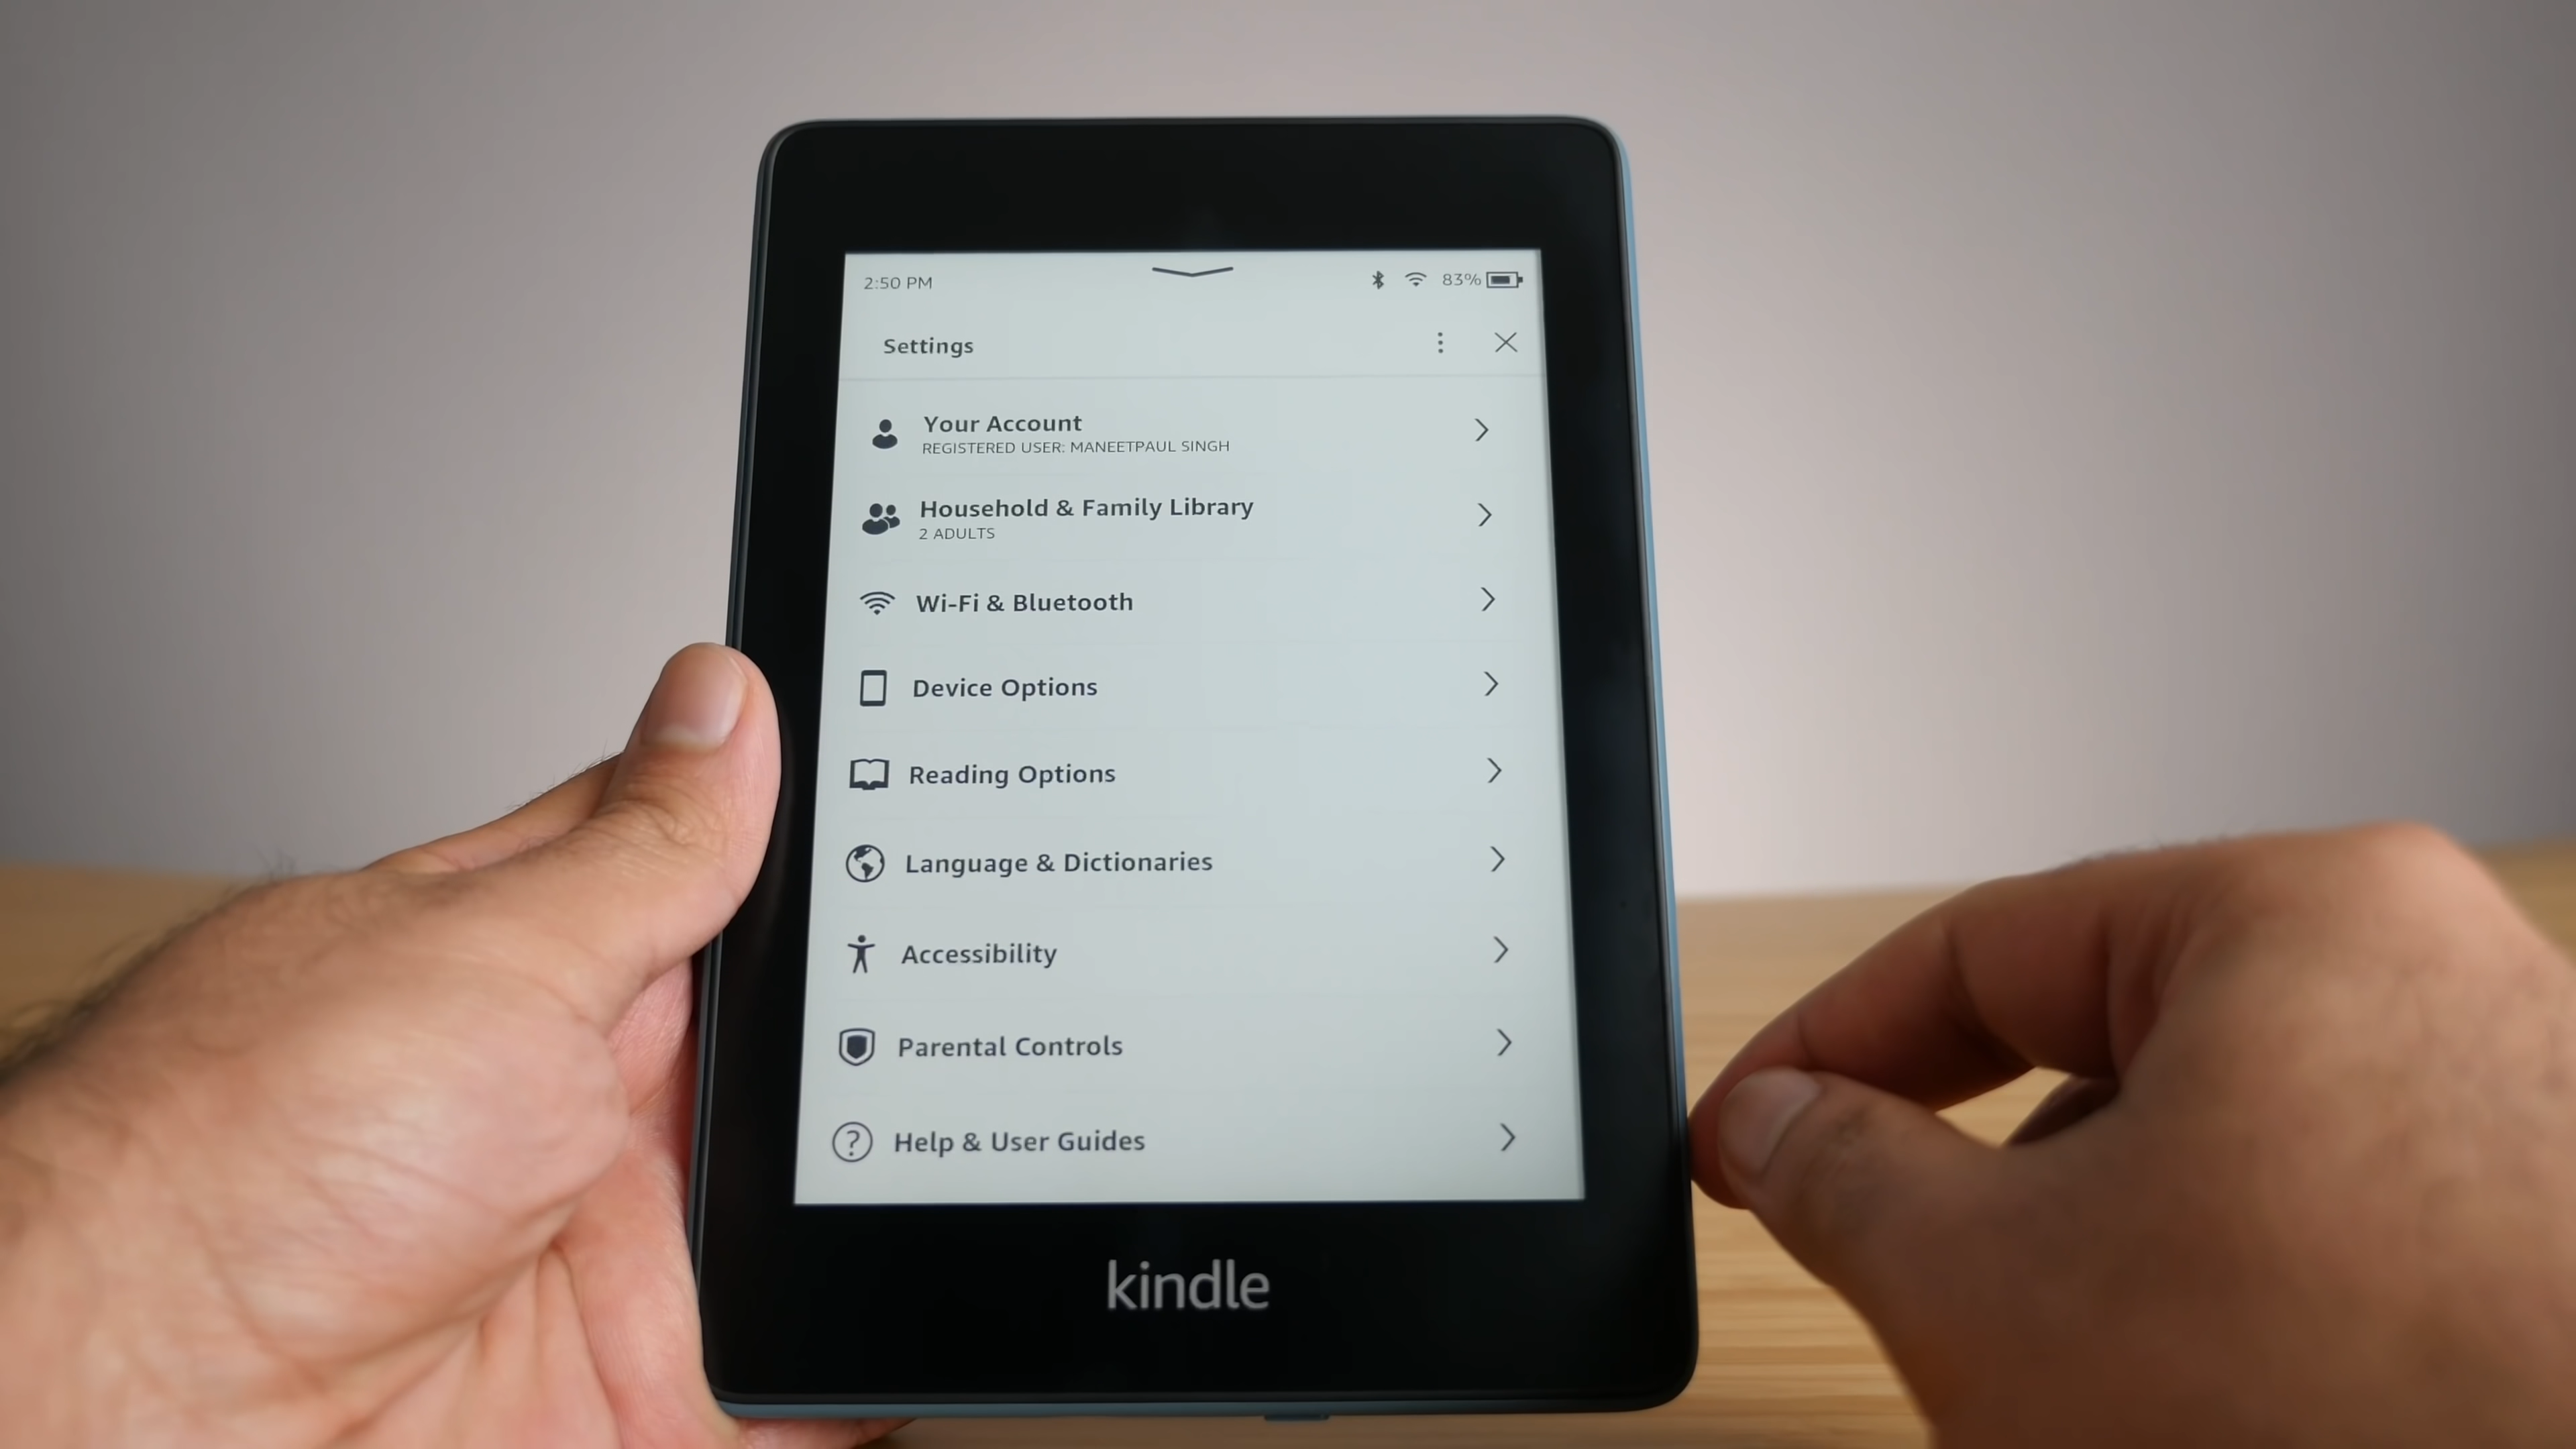 2:50 PM 83%
Settings
Your Account
REGISTERED USER: MANEETPAUL SINGH
Household & Family Library
2 ADULTS
Wi-Fi & Bluetooth
Device Options
Reading Options
Language & Dictionaries
Accessibility
Parental Controls
Help & User Guides
kindle